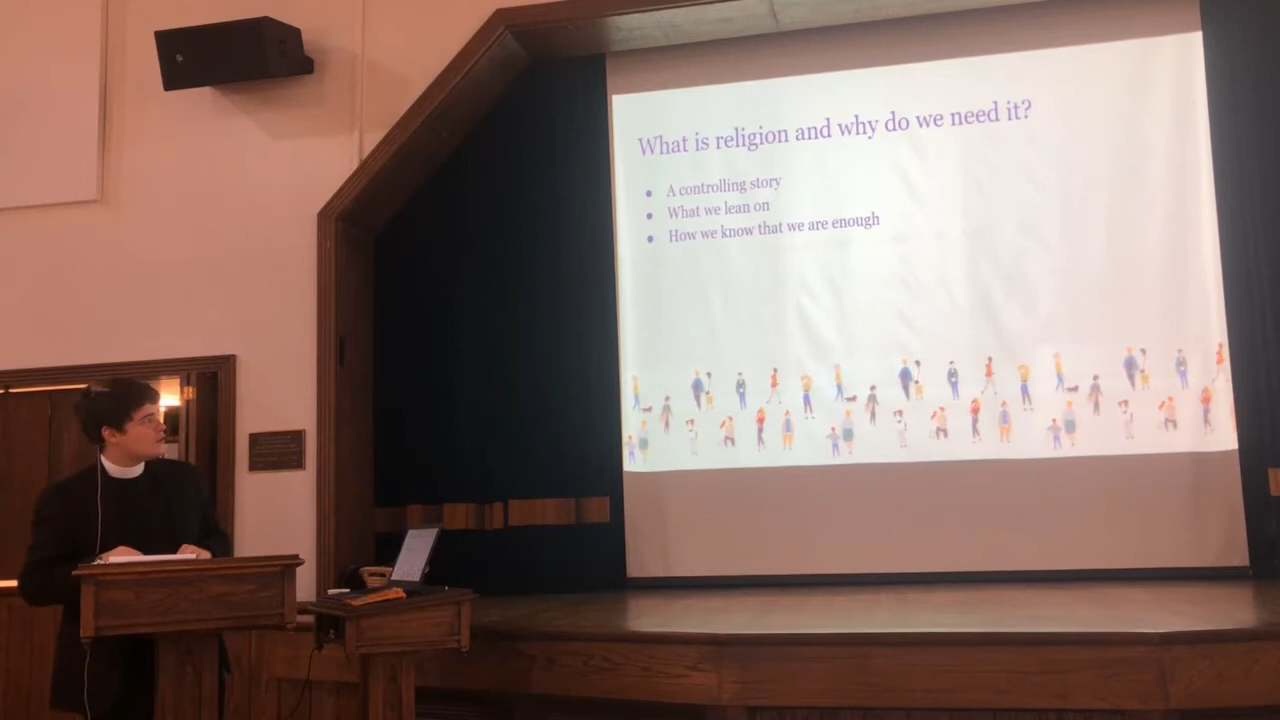 What is religion and why do we need it?
● A controlling story
● What we lean on
● How we know that we are enough